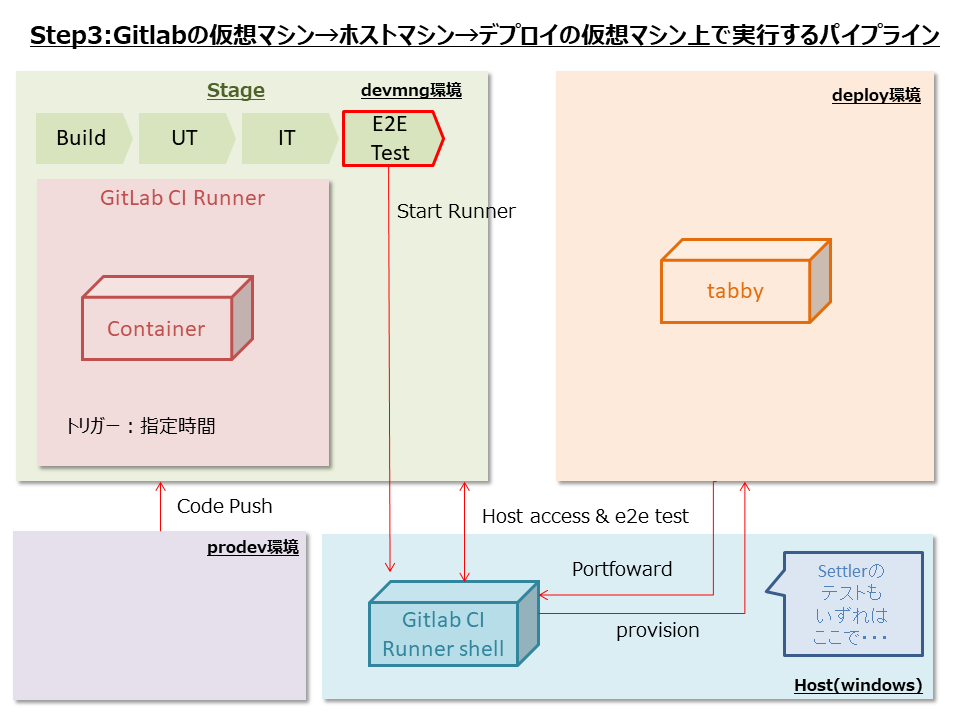 Step3:Gitlabの仮想マシン→ホストマシン→デプロイの仮想マシン上で実行するパイプライン
Stage
devmng環境
Build
UT
IT
E2E
Test
GitLab CI Runner
Start Runner
Container
トリガー：指定時間
deploy環境
tabby
Code Push
Host access & e2e test
prodev環境
Portfoward
provision
Gitlab CI
Runner shell
Settlerの
テストも
いずれは
ここで・・・
Host(windows)